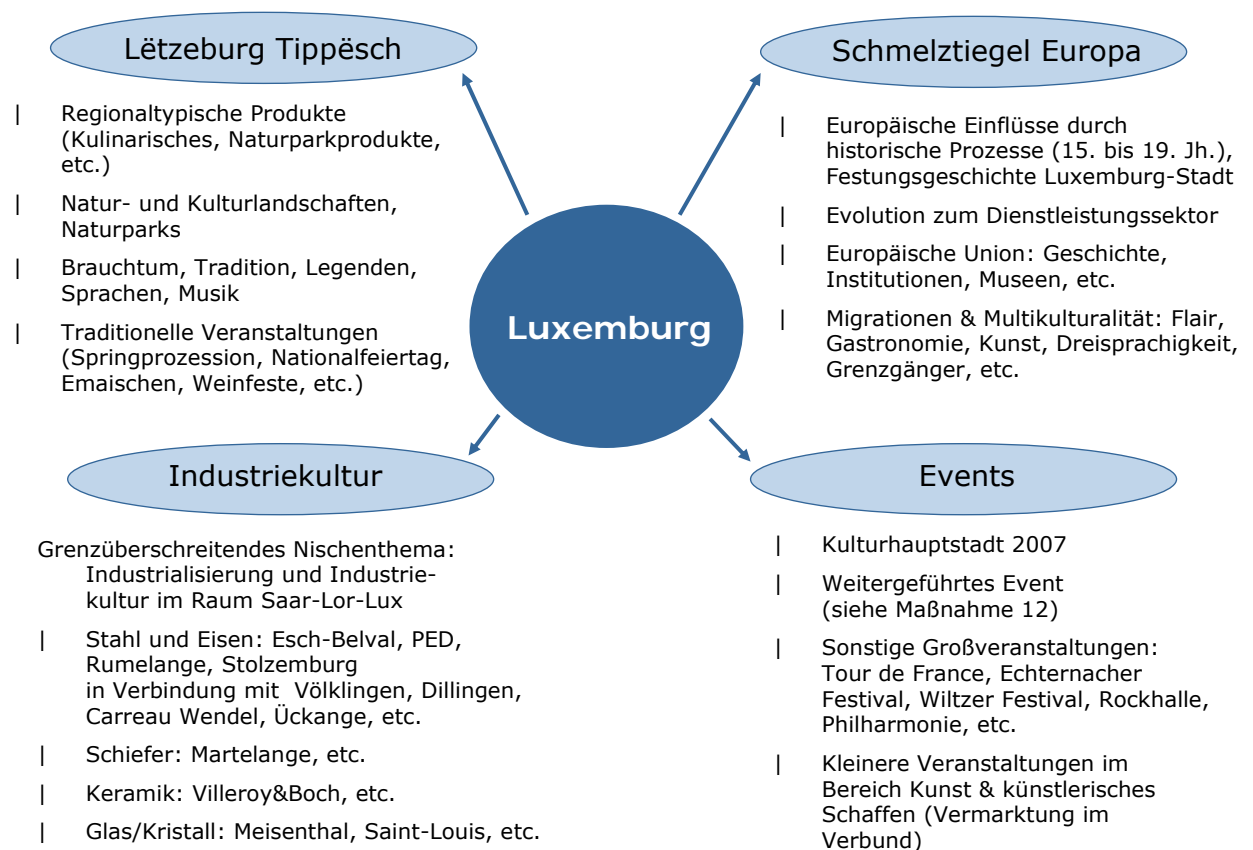 Lëtzeburg Tippësch
| Regionaltypische Produkte
(Kulinarisches, Naturparkprodukte,
etc.)
| Natur- und Kulturlandschaften,
Naturparks
| Brauchtum, Tradition, Legenden,
Sprachen, Musik
| Traditionelle Veranstaltungen
(Springprozession, Nationalfeiertag,
Emaischen, Weinfeste, etc.)
Schmelztiegel Europa
| Europäische Einflüsse durch
historische Prozesse (15. bis 19. Jh.),
Festungsgeschichte Luxemburg-Stadt
| Evolution zum Dienstleistungssektor
| Europäische Union: Geschichte,
Institutionen, Museen, etc.
| Migrationen & Multikulturalität: Flair,
Gastronomie, Kunst, Dreisprachigkeit,
Grenzgänger, etc.
Luxemburg
Industriekultur
Grenzüberschreitendes Nischenthema:
Industrialisierung und Industrie-
kultur im Raum Saar-Lor-Lux
| Stahl und Eisen: Esch-Belval, PED,
Rumelange, Stolzemburg
in Verbindung mit Völklingen, Dillingen,
Carreau Wendel, Ückange, etc.
| Schiefer: Martelange, etc.
| Keramik: Villeroy&Boch, etc.
| Glas/Kristall: Meisenthal, Saint-Louis, etc.
Events
| Kulturhauptstadt 2007
| Weitergeführtes Event
(siehe Maßnahme 12)
| Sonstige Großveranstaltungen:
Tour de France, Echternacher
Festival, Wiltzer Festival, Rockhalle,
Philharmonie, etc.
| Kleinere Veranstaltungen im
Bereich Kunst & künstlerisches
Schaffen (Vermarktung im
Verbund)